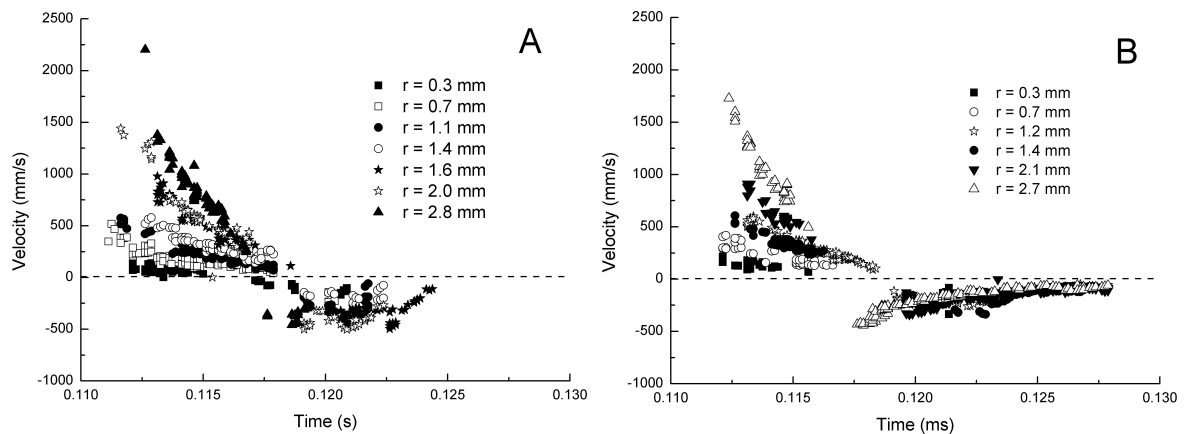 A
2500
2000
1500
1000
500
0
-500
-1000
Velocity (mm/s)
r = 0.3 mm
r = 0.7 mm
r = 1.1 mm
r = 1.4 mm
r = 1.6 mm
r = 2.0 mm
r = 2.8 mm
0.110 0.115 0.120 0.125 0.130
Time (s)
B
2500
2000
1500
1000
500
0
-500
-1000
Velocity (mm/s)
r = 0.3 mm
r = 0.7 mm
r = 1.2 mm
r = 1.4 mm
r = 2.1 mm
r = 2.7 mm
0.110 0.115 0.120 0.125 0.130
Time (ms)